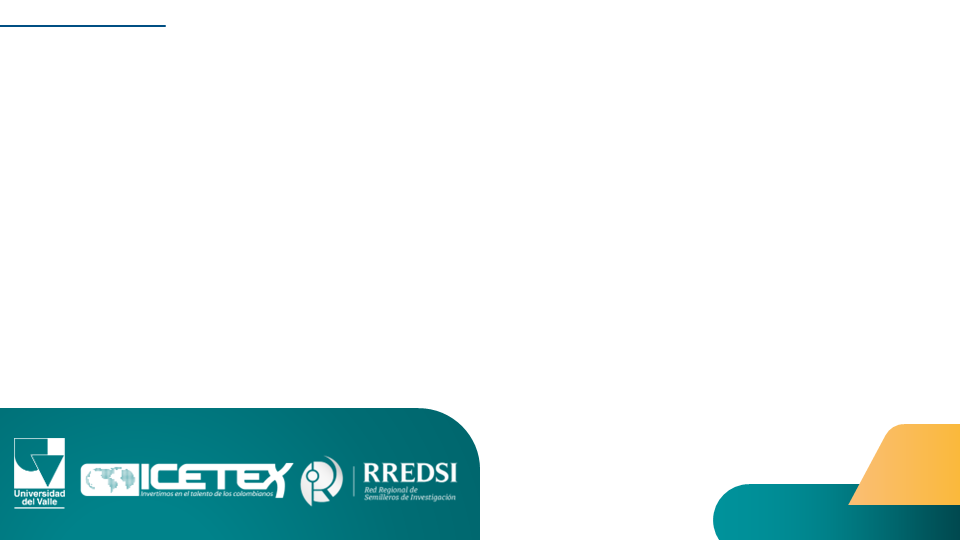 Universidad
del Valle
ICETEX
Invertimos en el talento de los colombianos
RREDSI
Red Regional de
Semilleros de Investigación